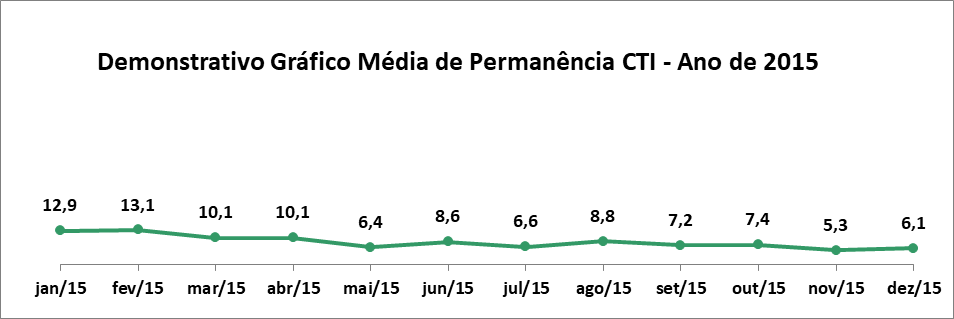 Demonstrativo Gráfico Média de Permanência CTI - Ano de 2015
12,9 13,1 10,1 10,1 6,4 8,6 6,6 8,8 7,2 7,4 5,3 6,1
jan/15 fev/15 mar/15 abr/15 mai/15 jun/15 jul/15 ago/15 set/15 out/15 nov/15 dez/15